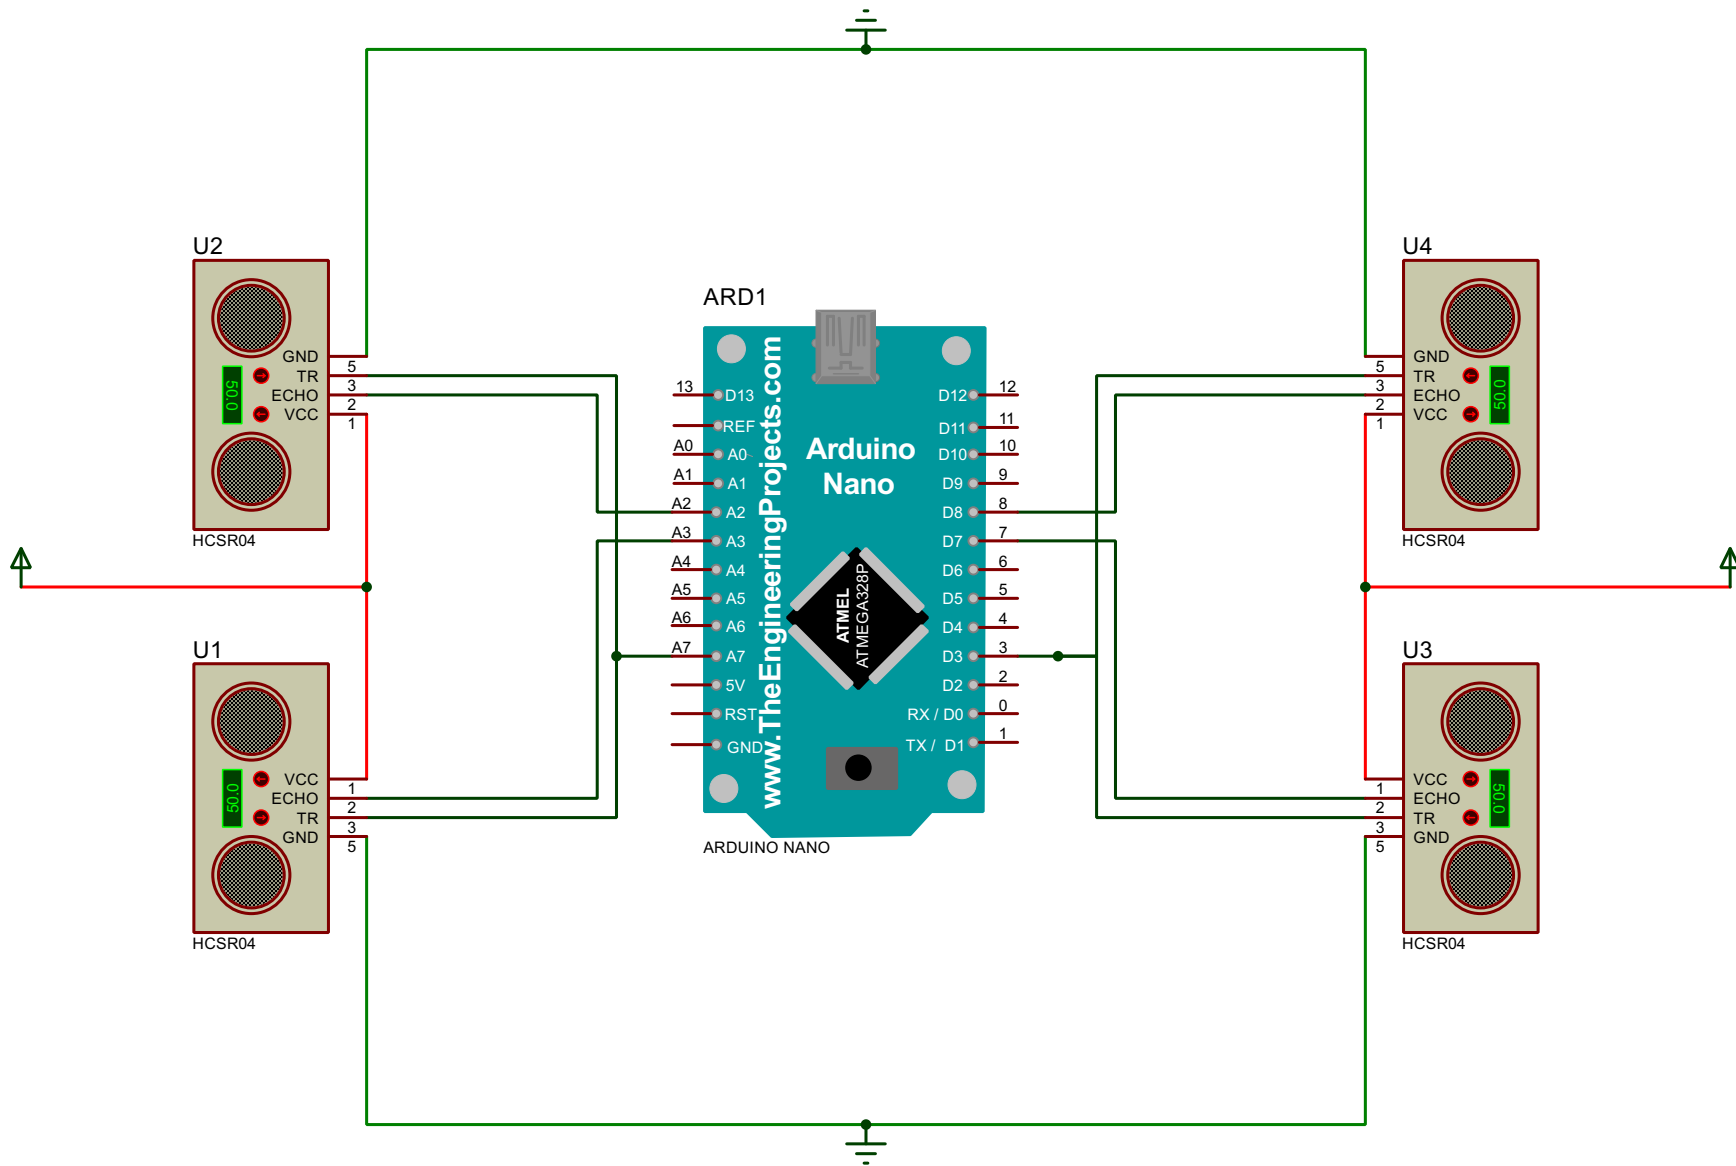 U2
GND
TR
ECHO
VCC
5
3
2
1
50.0
HCSR04
U1
VCC
ECHO
TR
GND
1
2
3
5
50.0
HCSR04
ARD1
13
A0
A1
A2
A3
A4
A5
A6
A7
D13
REF
A0
A1
A2
A3
A4
A5
A6
A7
5V
RST
GND
www.TheEngineeringProjects.com
Arduino
Nano
ATMEL
ATMEGA328P
D12
D11
D10
D9
D8
D7
D6
D5
D4
D3
D2
RX / D0
TX / D1
12
11
10
9
8
7
6
5
4
3
2
0
1
ARDUINO NANO
U4
GND
TR
ECHO
VCC
5
3
2
1
50.0
HCSR04
U3
VCC
ECHO
TR
GND
1
2
3
5
50.0
HCSR04